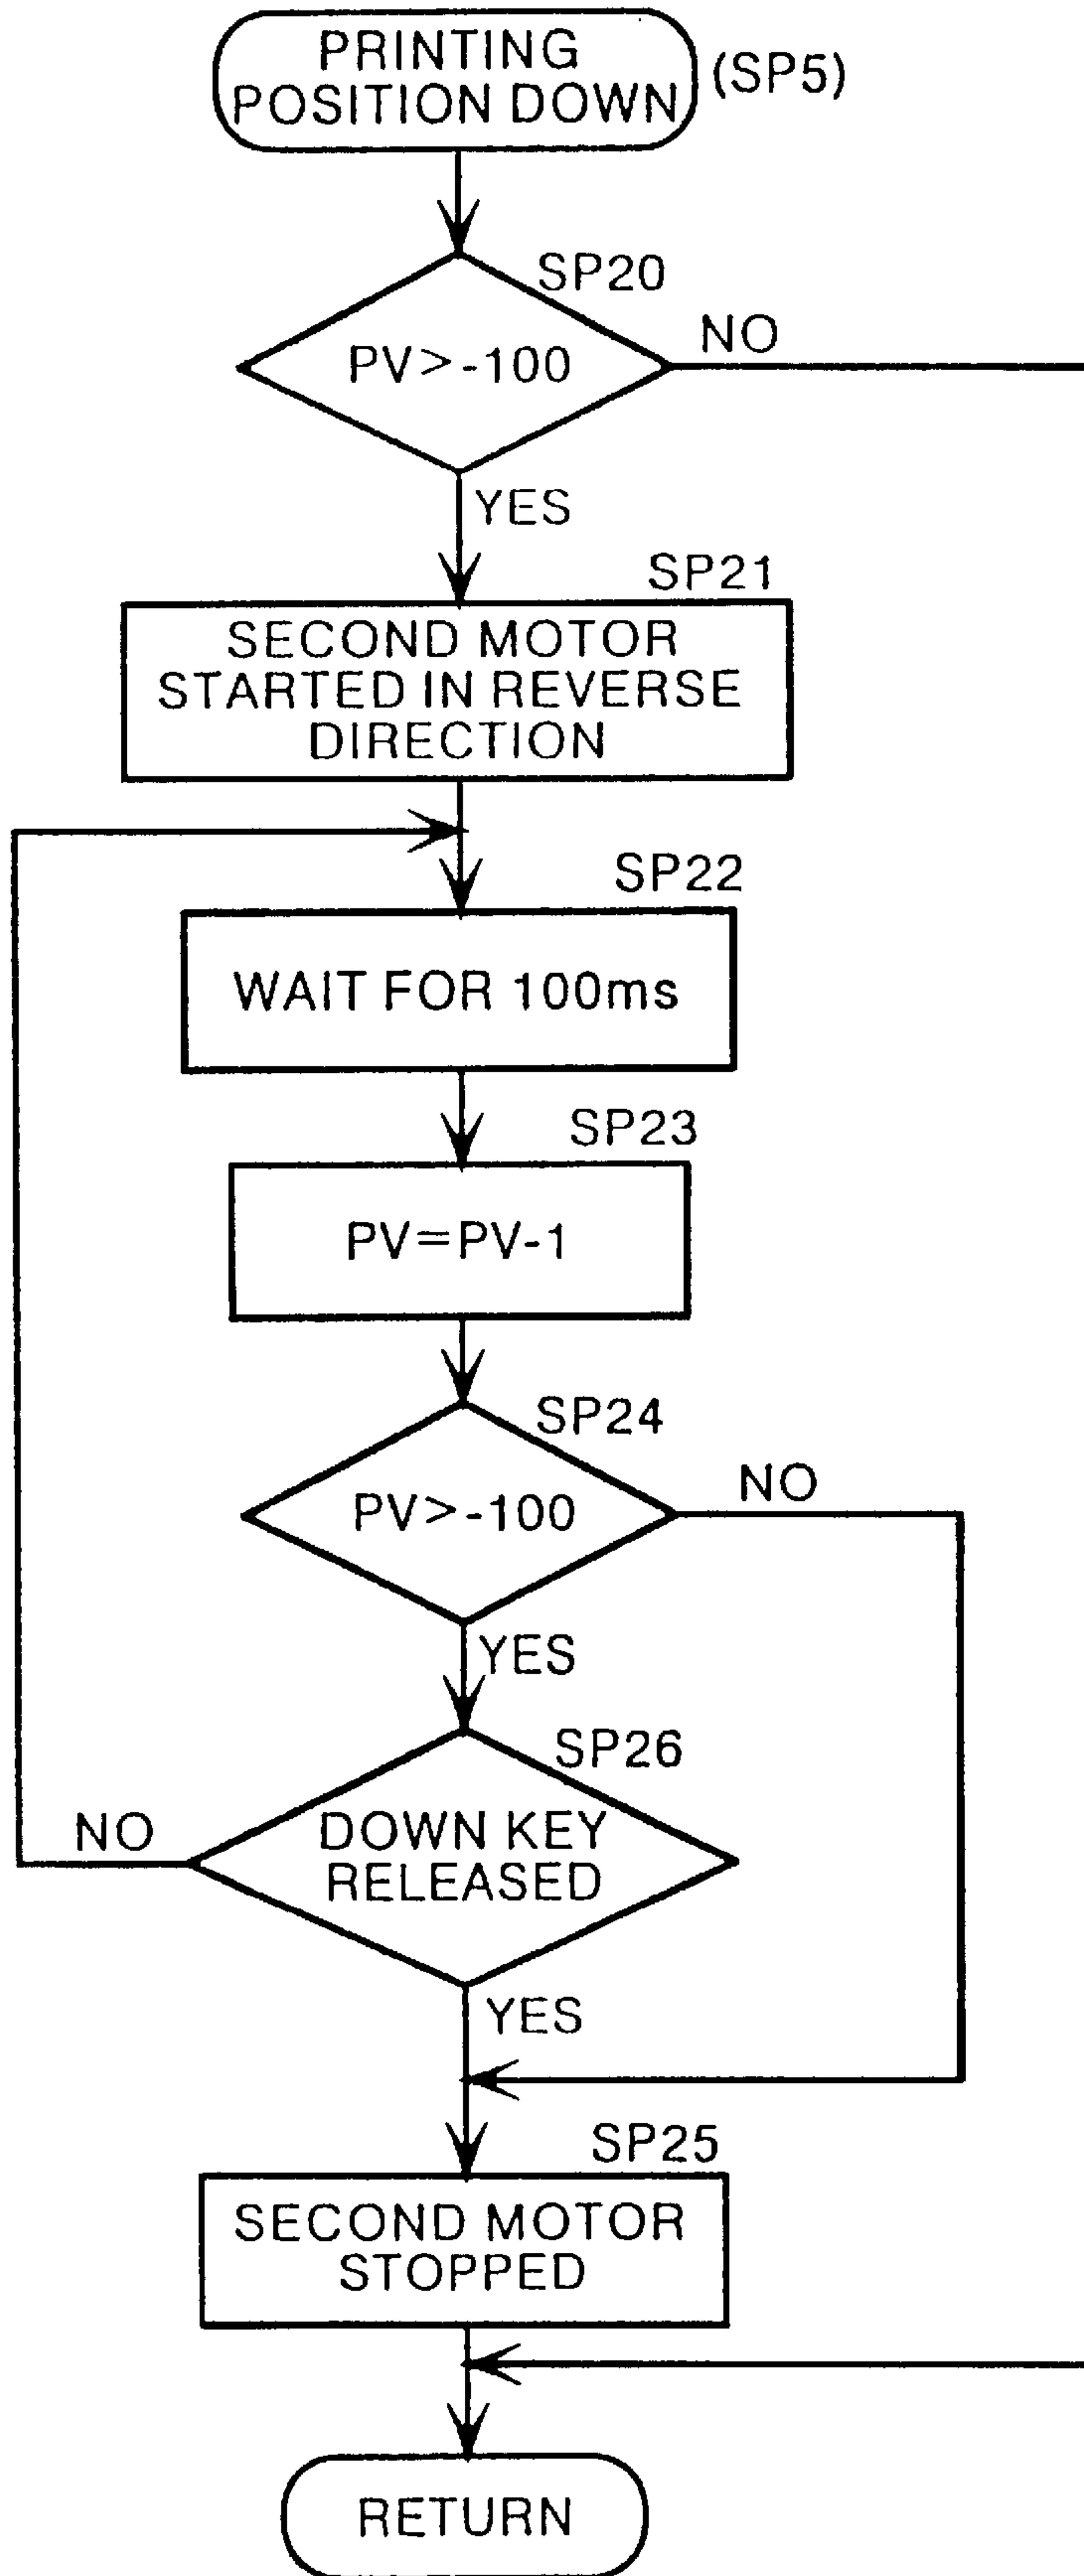 PRINTING
POSITION DOWN
(SP5)
SP20
PV>-100
NO
YES
SP21
SECOND MOTOR
STARTED IN REVERSE
DIRECTION
SP22
WAIT FOR 100ms
SP23
PV=PV-1
SP24
PV>-100
NO
YES
SP26
DOWN KEY
RELEASED
NO
YES
SP25
SECOND MOTOR
STOPPED
RETURN